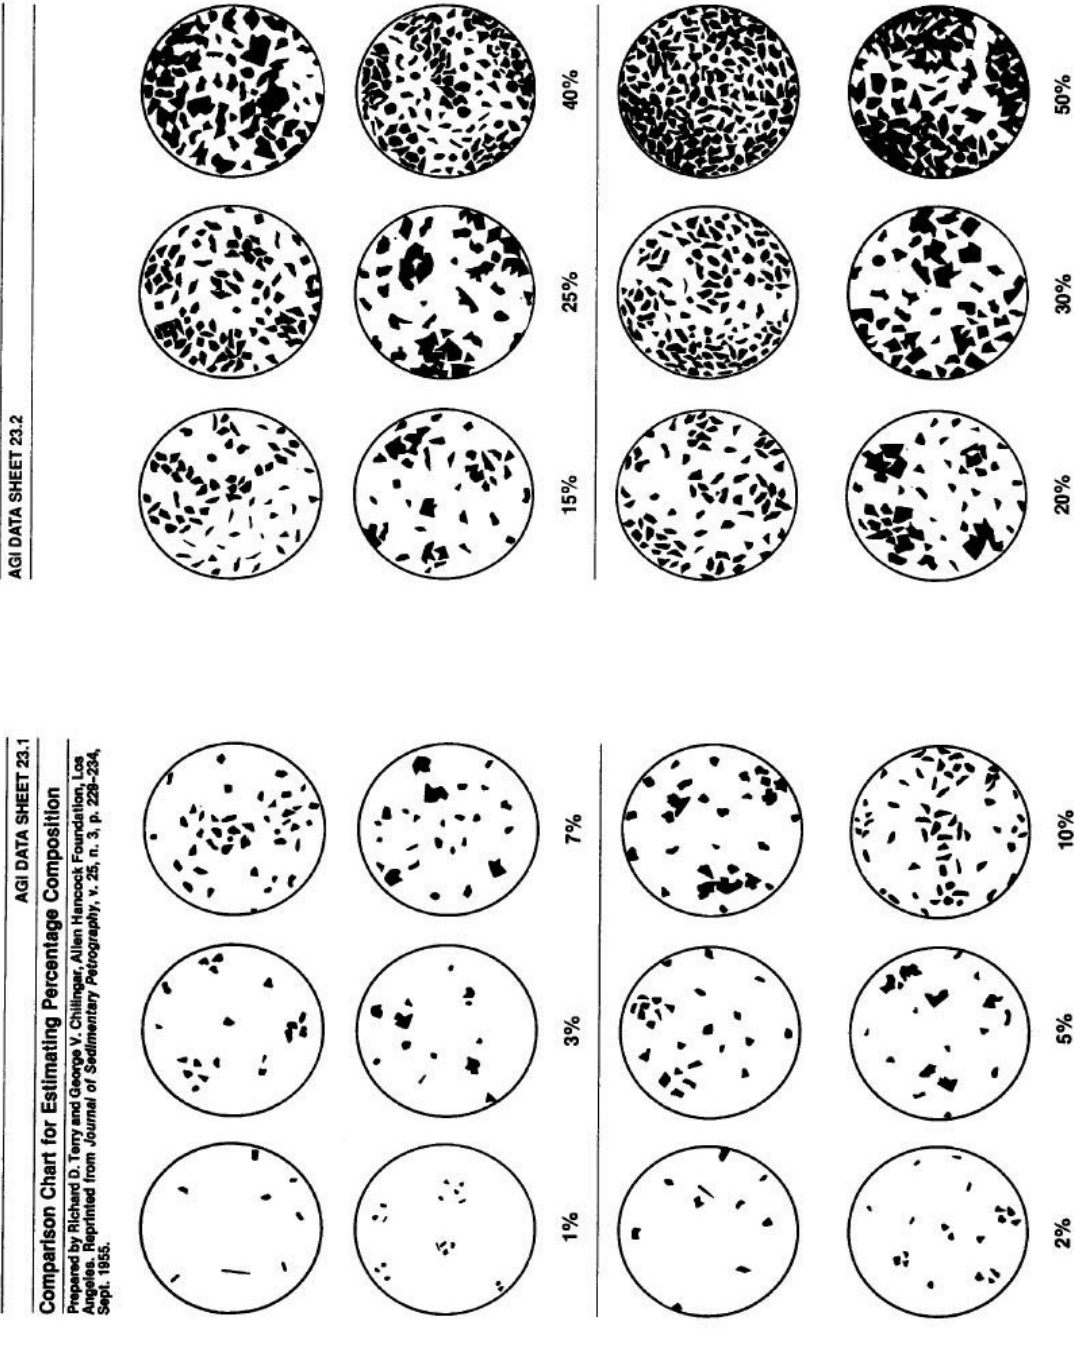 AGI DATA SHEET 23.1
Comparison Chart for Estimating Percentage Composition
Prepared by Richard D. Terry and George V. Chilingar, Allen Hancock Foundation, Los
Angeles. Reprinted from Journal of Sedimentary Petrography, v. 25, n. 3, p. 229–234,
Sept. 1955.
1%
3%
7%
2%
5%
10%
AGI DATA SHEET 23.2
15%
25%
40%
20%
30%
50%